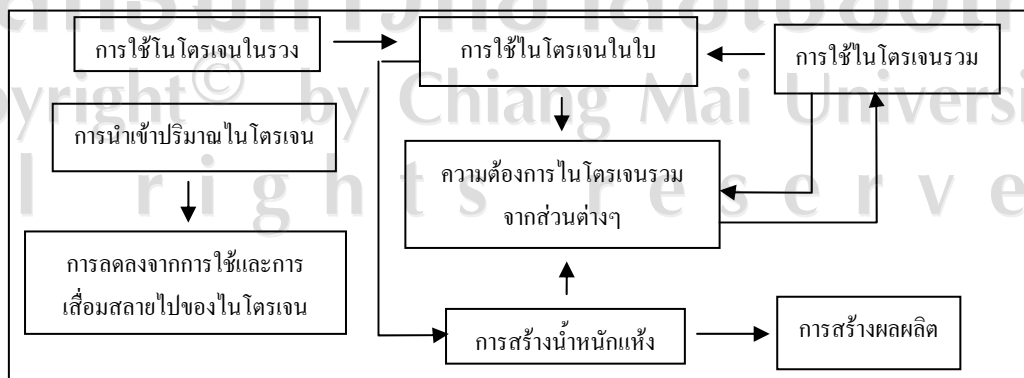 การใช้โนโตรเจนในรวง
การใช้ไนโตรเจนในใบ
การใช้ไนโตรเจนรวม
การนำเข้าปริมาณไนโตรเจน
ความต้องการไนโตรเจนรวม
จากส่วนต่างๆ
การลดลงจากการใช้และการ
เสื่อมสลายไปของไนโตรเจน
การสร้างน้ำหนักแห้ง
การสร้างผลผลิต
by Chiang Mai Universi
rights reserve